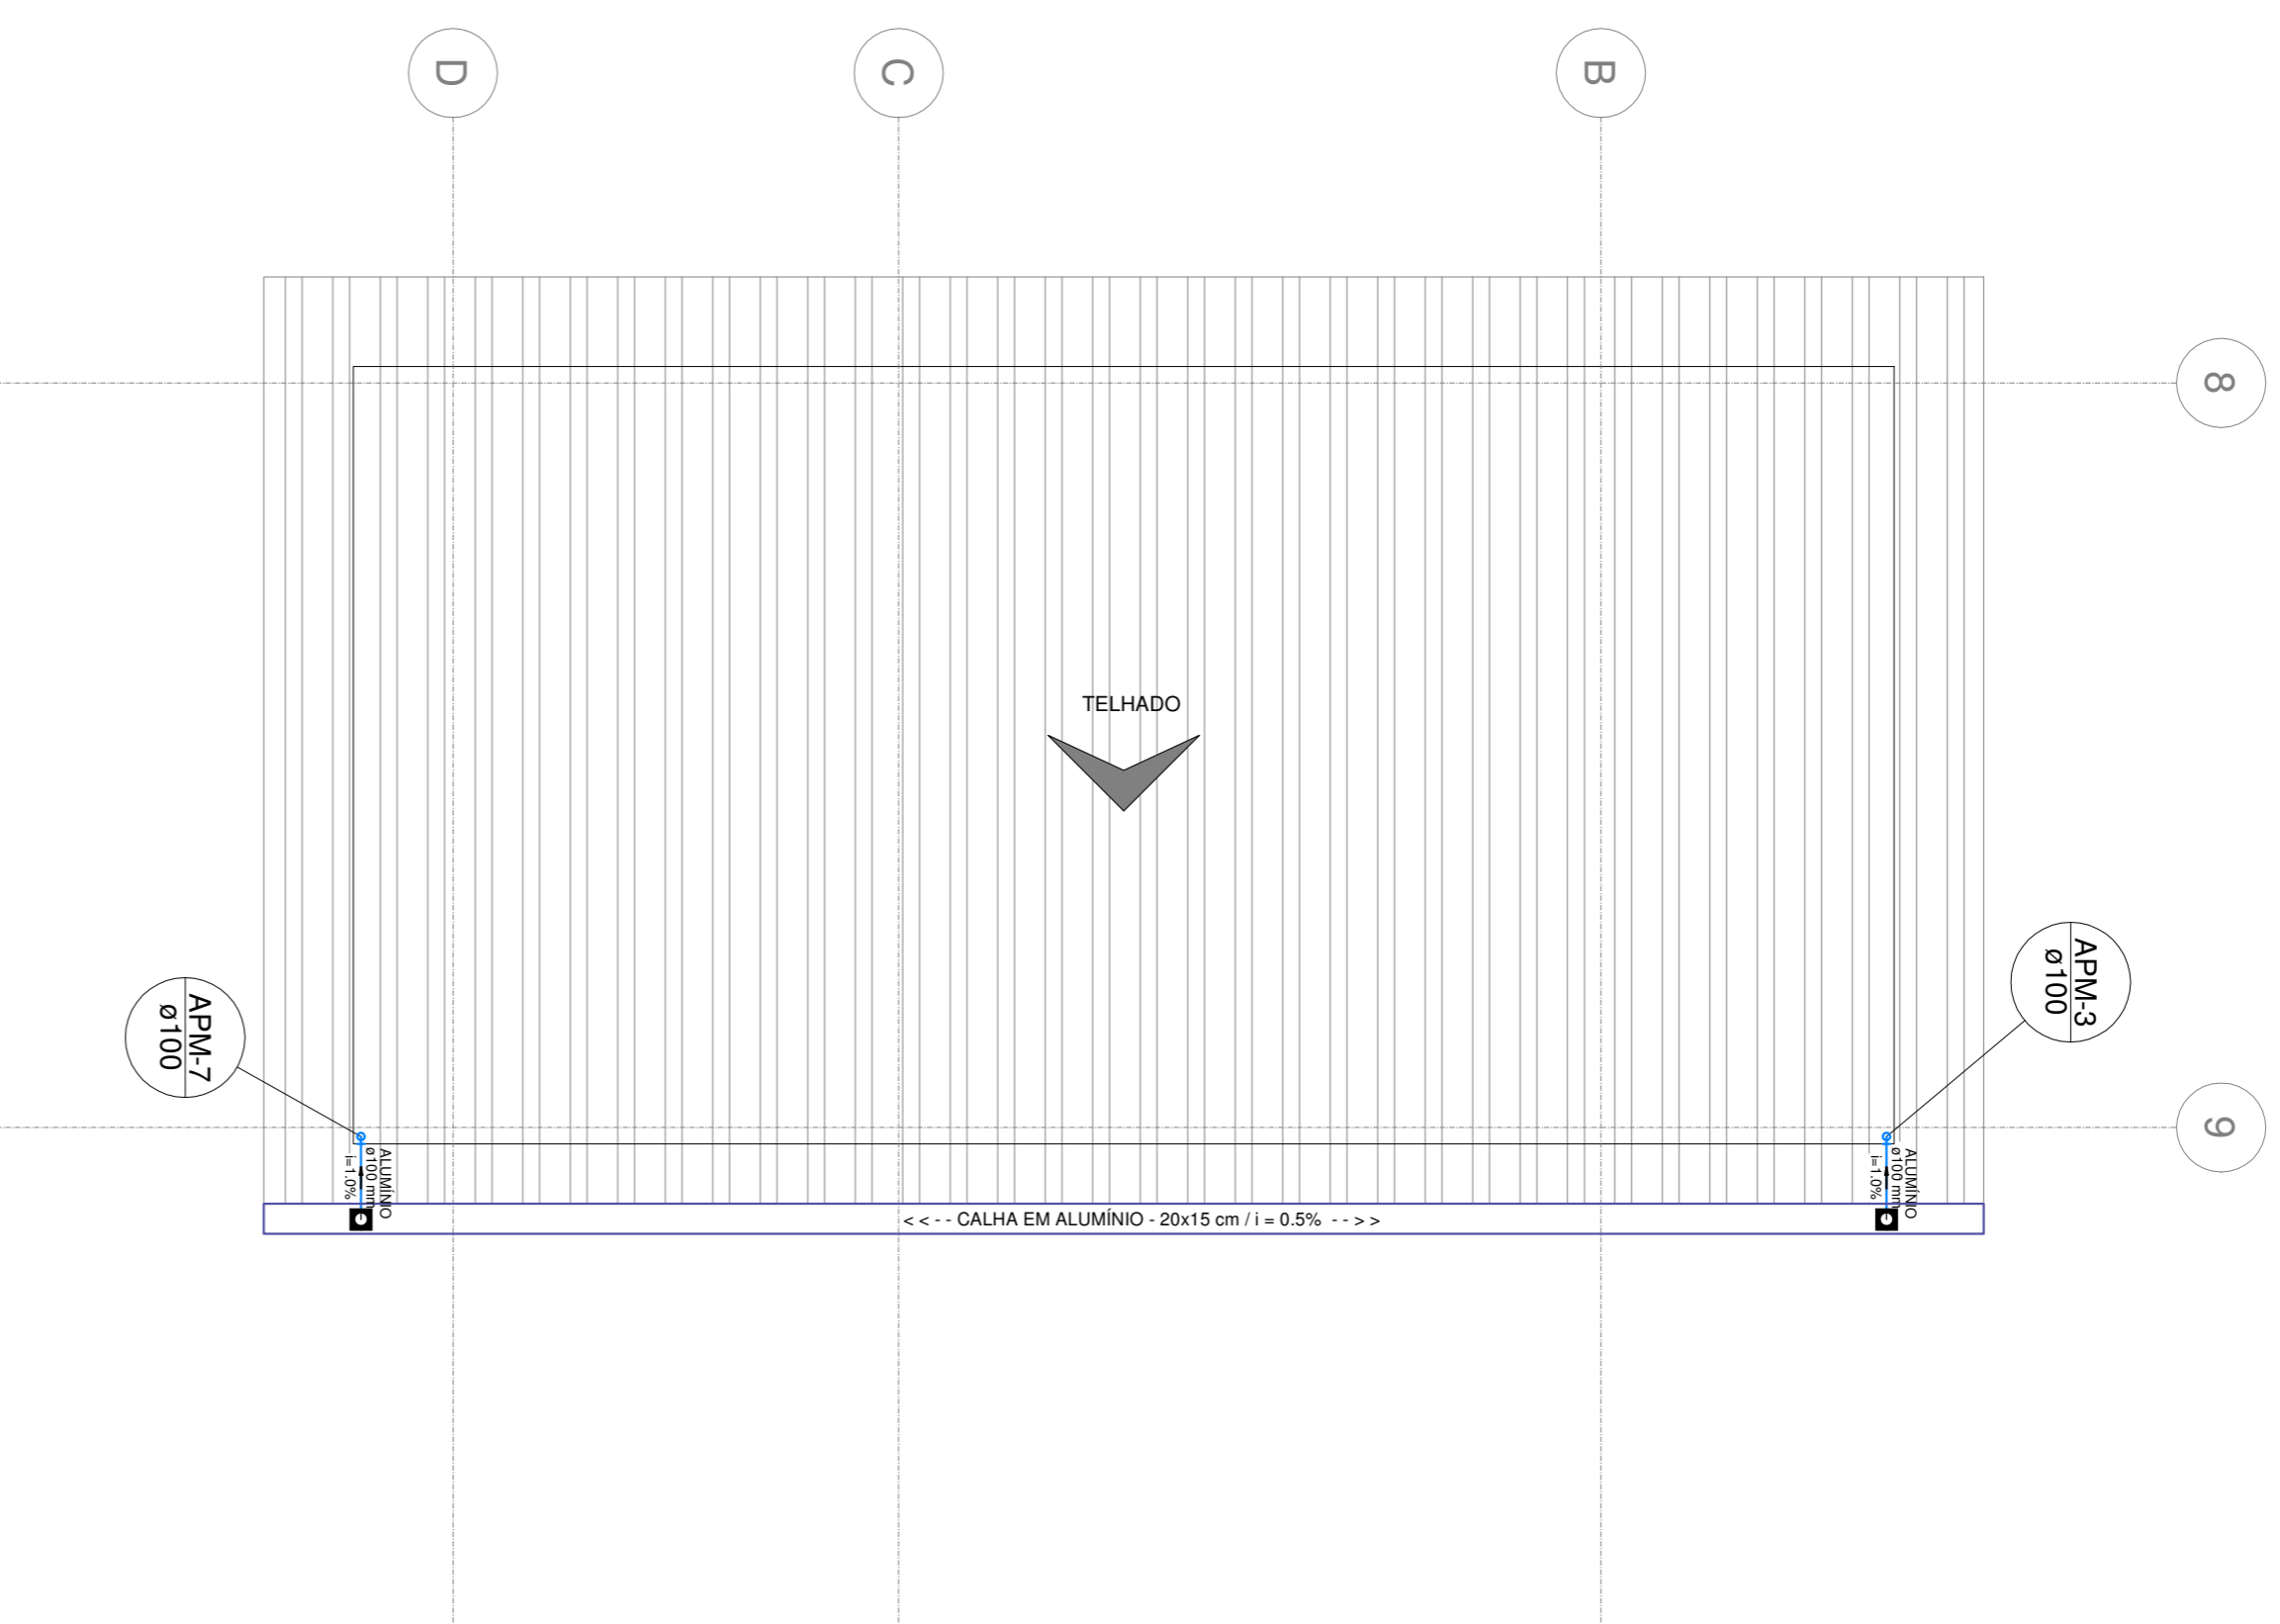 D
C
B
8
TELHADO
APM-3
ø100
APM-7
ø100
9
ALUMÍNIO
ø100 mm
i=1.0%
ALUMÍNIO
ø100 mm
i=1.0%
< < - - CALHA EM ALUMÍNIO - 20x15 cm / i = 0.5% - - > >